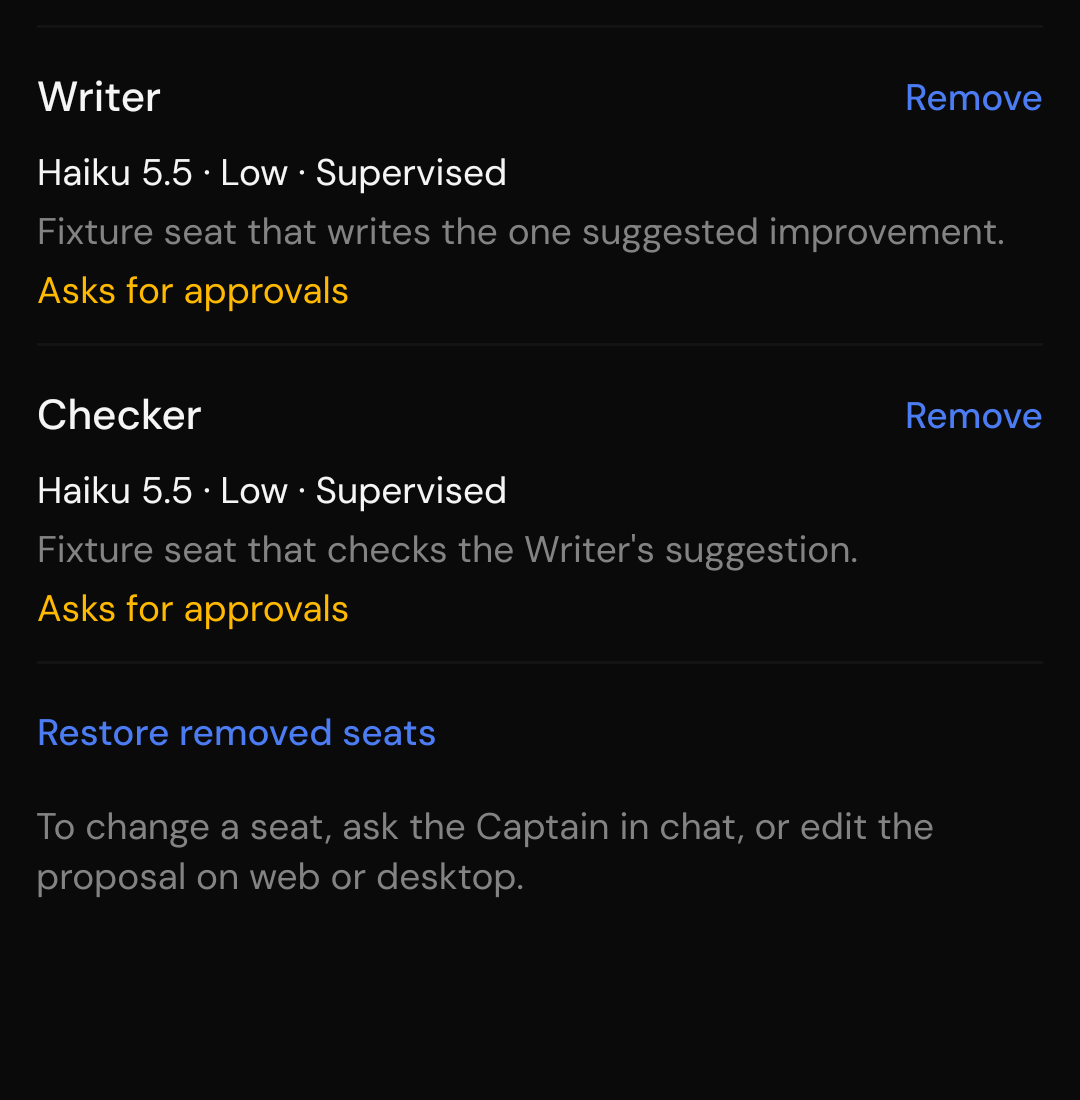 Writer
Remove
Haiku 5.5 · Low · Supervised
Fixture seat that writes the one suggested improvement.
Asks for approvals
Checker
Remove
Haiku 5.5 · Low · Supervised
Fixture seat that checks the Writer's suggestion.
Asks for approvals
Restore removed seats
To change a seat, ask the Captain in chat, or edit the
proposal on web or desktop.